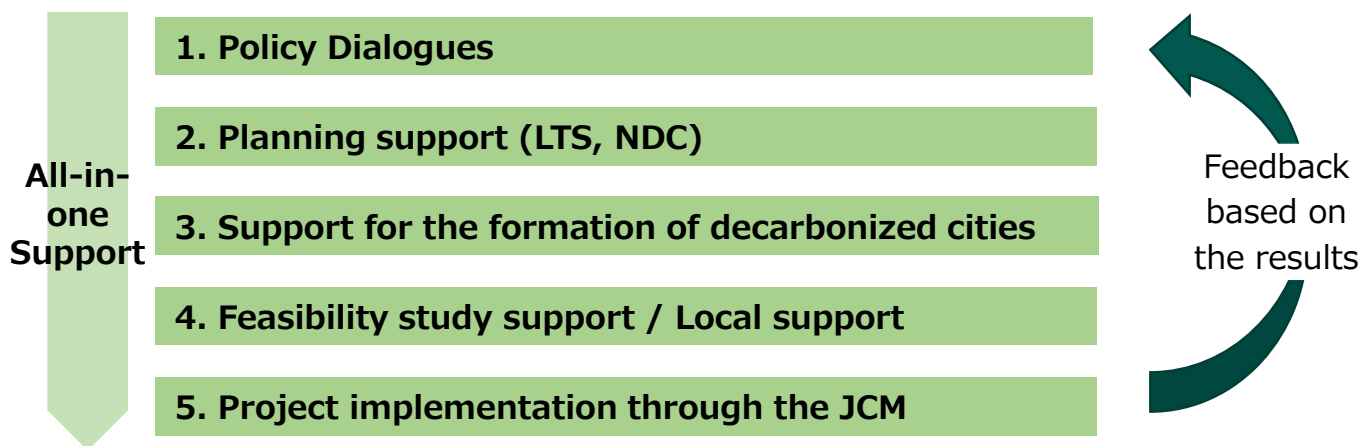 1. Policy Dialogues
2. Planning support (LTS, NDC)
3. Support for the formation of decarbonized cities
4. Feasibility study support / Local support
5. Project implementation through the JCM
All-in-
one
Support
Feedback
based on
the results